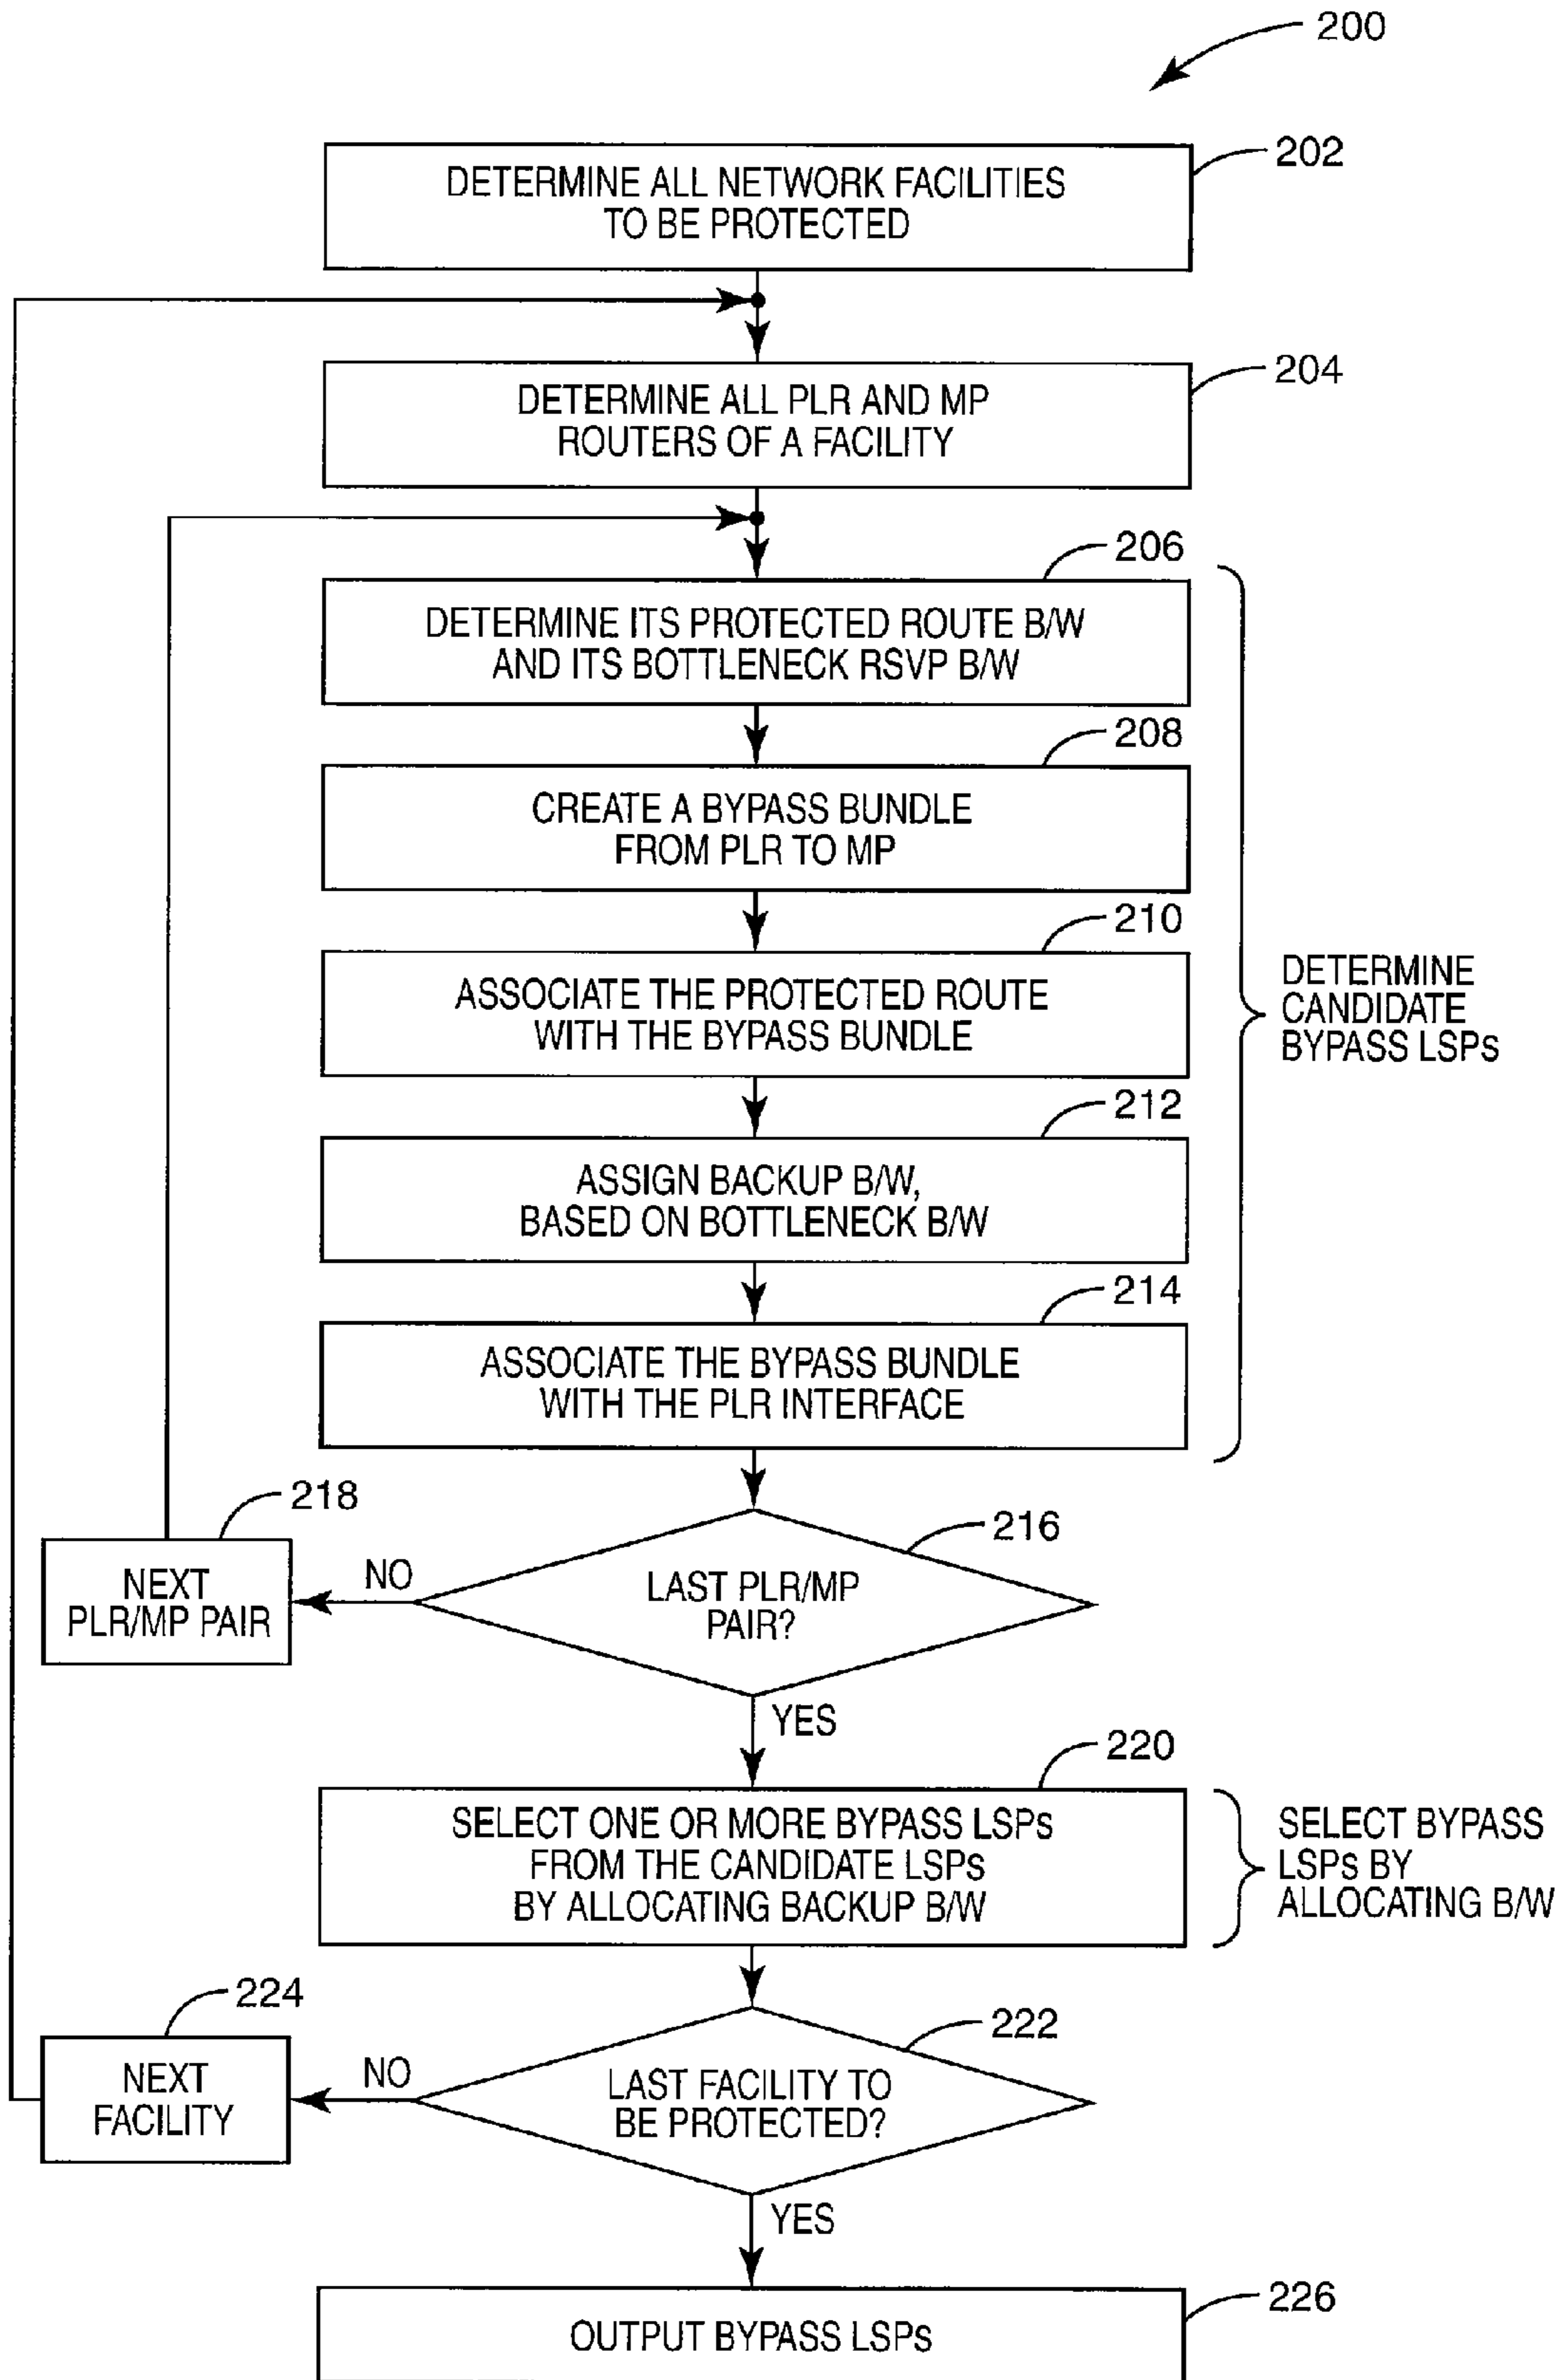 200
202
DETERMINE ALL NETWORK FACILITIES
TO BE PROTECTED
204
DETERMINE ALL PLR AND MP
ROUTERS OF A FACILITY
206
DETERMINE ITS PROTECTED ROUTE B/W
AND ITS BOTTLENECK RSVP B/W
208
CREATE A BYPASS BUNDLE
FROM PLR TO MP
210
ASSOCIATE THE PROTECTED ROUTE
WITH THE BYPASS BUNDLE
DETERMINE
CANDIDATE
BYPASS LSPs
212
ASSIGN BACKUP B/W,
BASED ON BOTTLENECK B/W
214
ASSOCIATE THE BYPASS BUNDLE
WITH THE PLR INTERFACE
216
LAST PLR/MP
PAIR?
NO
218
NEXT
PLR/MP PAIR
YES
220
SELECT ONE OR MORE BYPASS LSPs
FROM THE CANDIDATE LSPs
BY ALLOCATING BACKUP B/W
SELECT BYPASS
LSPs BY
ALLOCATING B/W
222
LAST FACILITY TO
BE PROTECTED?
NO
224
NEXT
FACILITY
YES
226
OUTPUT BYPASS LSPs